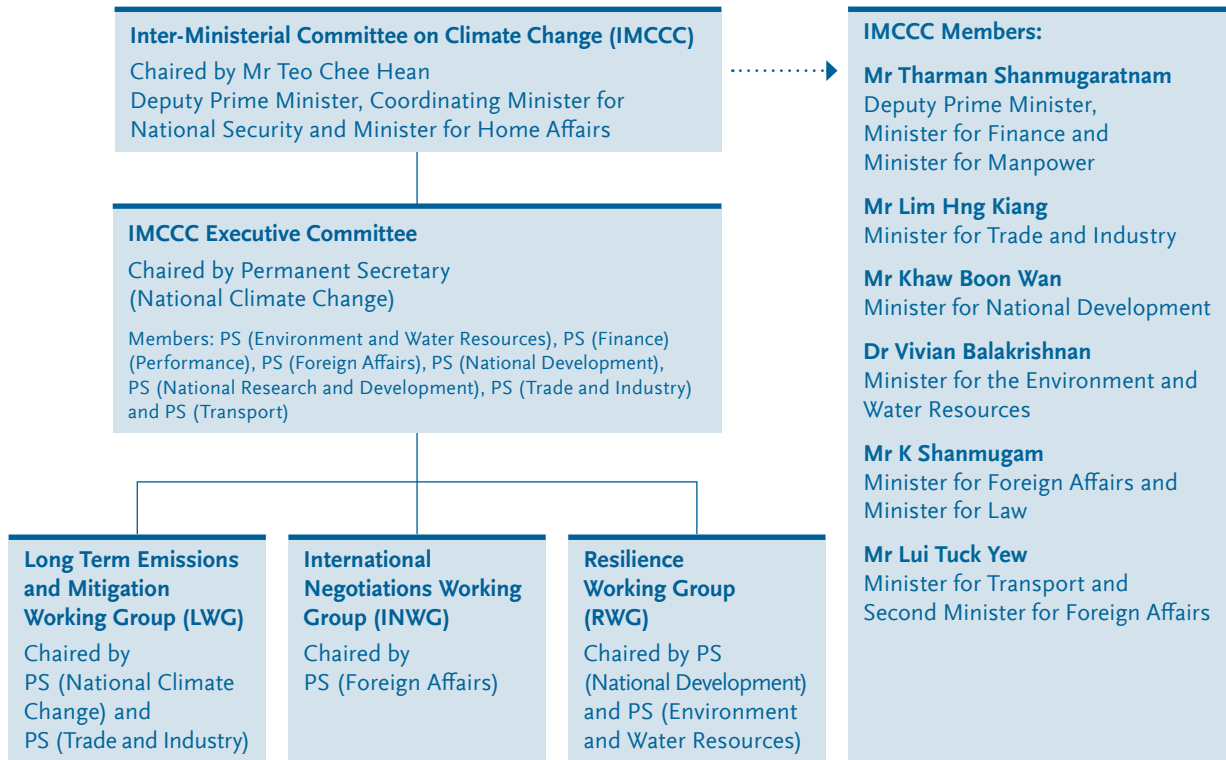 Inter-Ministerial Committee on Climate Change (IMCCC)
Chaired by Mr Teo Chee Hean
Deputy Prime Minister, Coordinating Minister for
National Security and Minister for Home Affairs
IMCCC Executive Committee
Chaired by Permanent Secretary
(National Climate Change)
Members: PS (Environment and Water Resources), PS (Finance)
(Performance), PS (Foreign Affairs), PS (National Development),
PS (National Research and Development), PS (Trade and Industry)
and PS (Transport)
Long Term Emissions
and Mitigation
Working Group (LWG)
Chaired by
PS (National Climate
Change) and
PS (Trade and Industry)
International
Negotiations Working
Group (INWG)
Chaired by
PS (Foreign Affairs)
Resilience
Working Group
(RWG)
Chaired by PS
(National Development)
and PS (Environment
and Water Resources)
IMCCC Members:
Mr Tharman Shanmugaratnam
Deputy Prime Minister,
Minister for Finance and
Minister for Manpower
Mr Lim Hng Kiang
Minister for Trade and Industry
Mr Khaw Boon Wan
Minister for National Development
Dr Vivian Balakrishnan
Minister for the Environment and
Water Resources
Mr K Shanmugam
Minister for Foreign Affairs and
Minister for Law
Mr Lui Tuck Yew
Minister for Transport and
Second Minister for Foreign Affairs